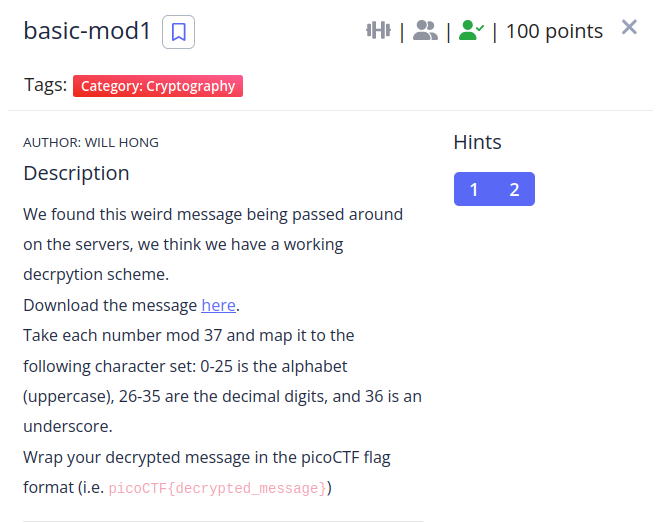 basic-mod1
| | | 100 points
Tags: Category: Cryptography
AUTHOR: WILL HONG
Description
We found this weird message being passed around
on the servers, we think we have a working
decrpytion scheme.
Download the message here.
Take each number mod 37 and map it to the
following character set: 0-25 is the alphabet
(uppercase), 26-35 are the decimal digits, and 36 is an
underscore.
Wrap your decrypted message in the picoCTF flag
format (i.e. picoCTF{decrypted_message})
Hints
1 2